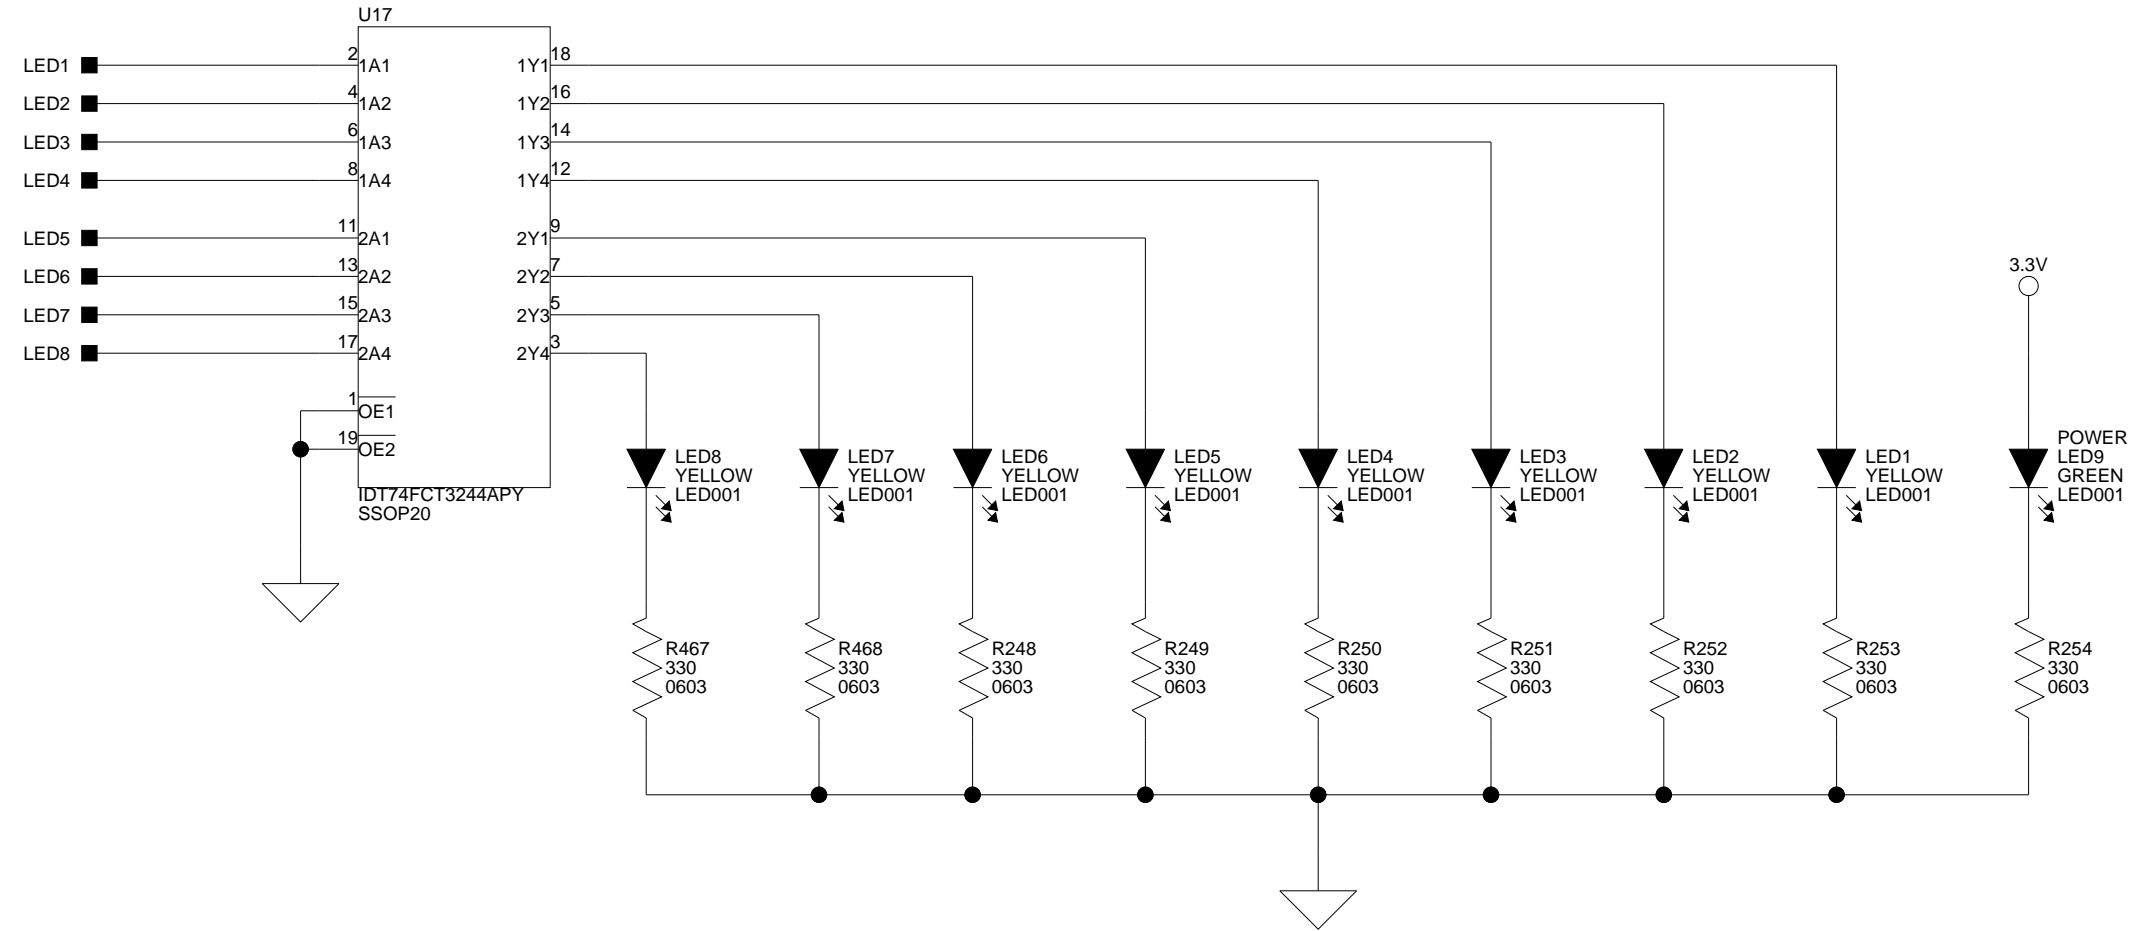 U17
LED1 2 1A1 1Y1 18
LED2 4 1A2 1Y2 16
LED3 6 1A3 1Y3 14
LED4 8 1A4 1Y4 12
LED5 11 2A1 2Y1 9
LED6 13 2A2 2Y2 7
LED7 15 2A3 2Y3 5
LED8 17 2A4 2Y4 3
1 OE1
19 OE2
IDT74FCT3244APY
SSOP20
3.3V
LED8
YELLOW
LED001
LED7
YELLOW
LED001
LED6
YELLOW
LED001
LED5
YELLOW
LED001
LED4
YELLOW
LED001
LED3
YELLOW
LED001
LED2
YELLOW
LED001
LED1
YELLOW
LED001
POWER
LED9
GREEN
LED001
R467
330
0603
R468
330
0603
R248
330
0603
R249
330
0603
R250
330
0603
R251
330
0603
R252
330
0603
R253
330
0603
R254
330
0603